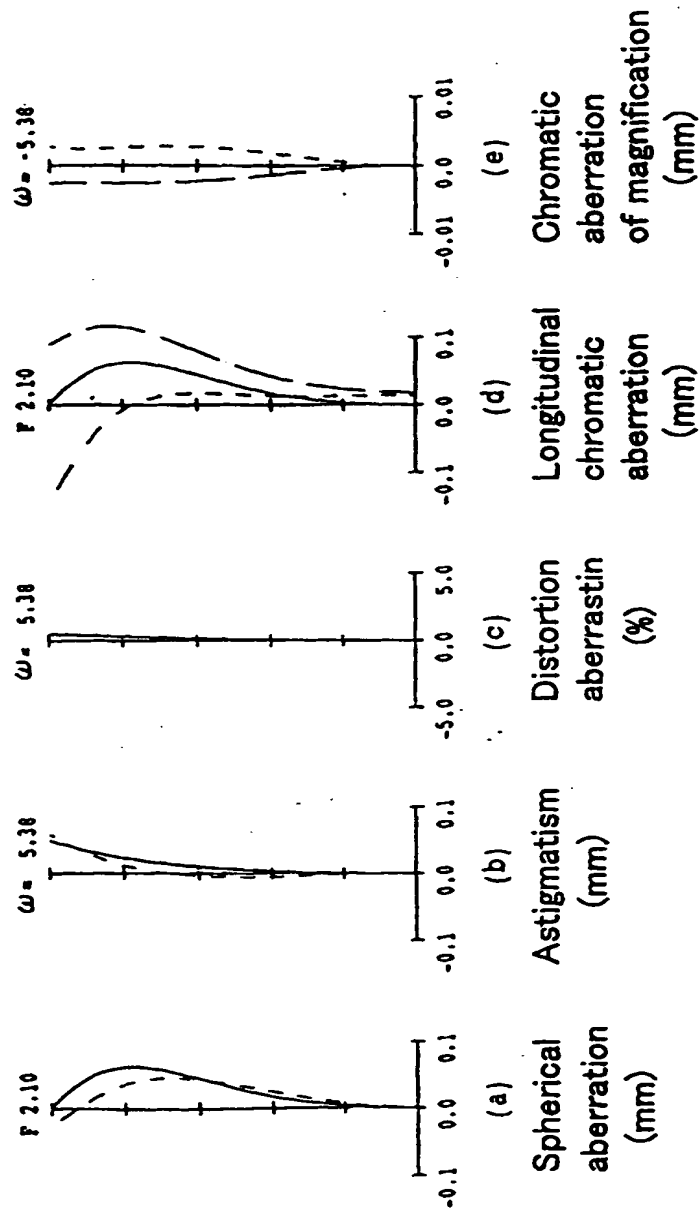 F 2.10
-0.1 0.0 0.1
(a)
Spherical
aberration
(mm)
ω= 5.38
-0.1 0.0 0.1
(b)
Astigmatism
(mm)
ω= 5.38
-5.0 0.0 5.0
(c)
Distortion
aberrastin
(%)
F 2.10
-0.1 0.0 0.1
(d)
Longitudinal
chromatic
aberration
(mm)
ω= -5.38
-0.01 0.0 0.01
(e)
Chromatic
aberration
of magnification
(mm)